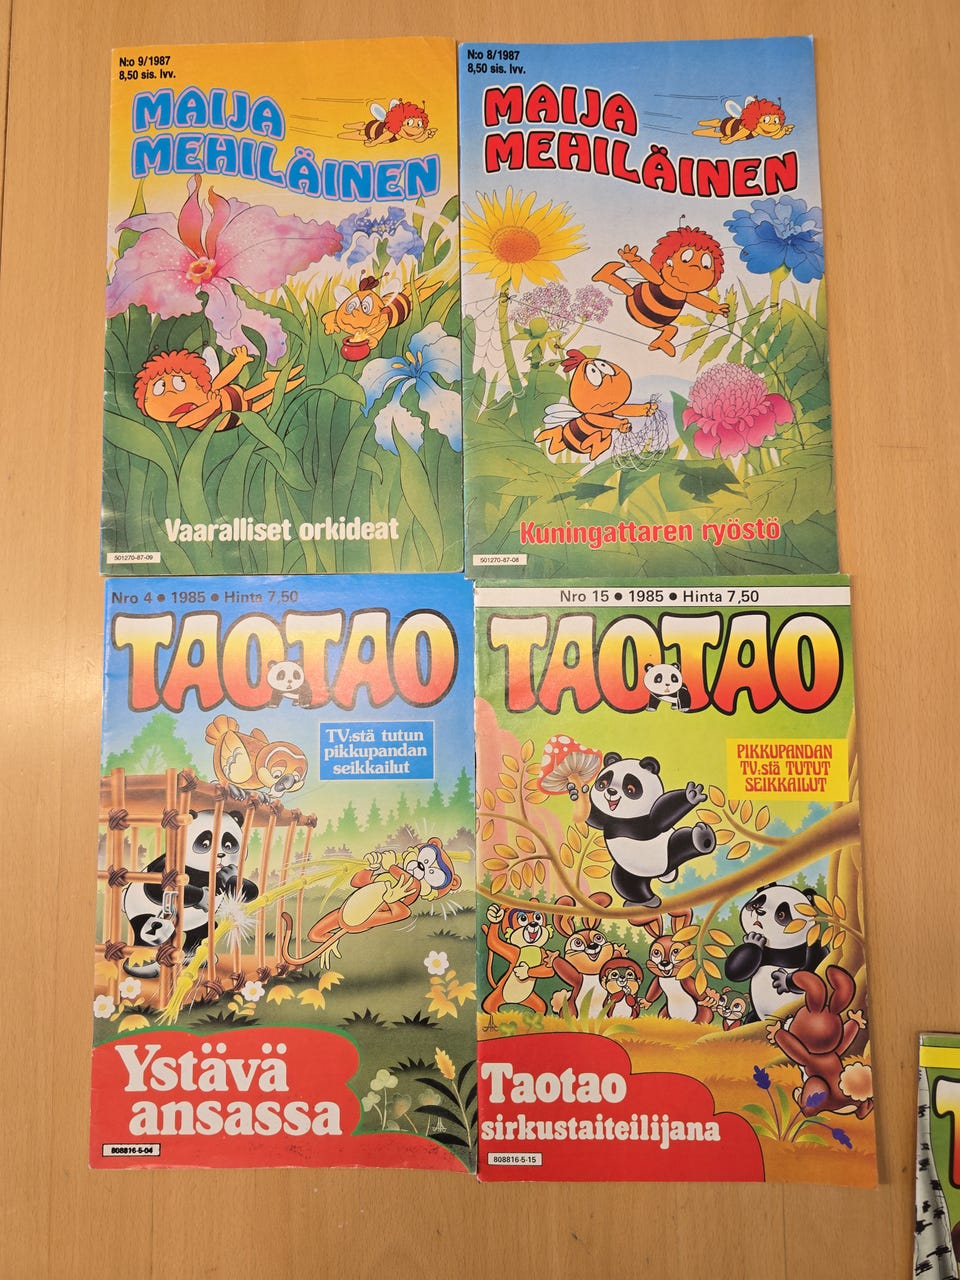 N:o 9/1987
8,50 sis. lvv.
MAIJA
MEHILÄINEN
Vaaralliset orkideat
501270-87-09
N:o 8/1987
8,50 sis. lvv.
MAIJA
MEHILÄINEN
Kuningattaren ryöstö
501270-87-08
Nro 4 ● 1985 ● Hinta 7,50
TAOTAO
TV:stä tutun
pikkupandan
seikkailut
Ystävä
ansassa
808816-5-04
Nro 15 ● 1985 ● Hinta 7,50
TAOTAO
PIKKUPANDAN
TV:stä TUTUT
SEIKKAILUT
Taotao
sirkustaiteilijana
808816-5-15